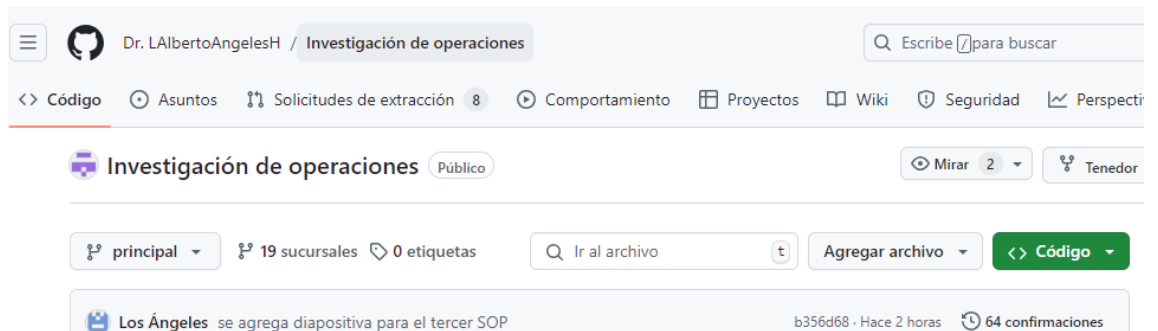 Dr. LAlbertoAngelesH / Investigación de operaciones
Escribe / para buscar
Código Asuntos Solicitudes de extracción 8 Comportamiento Proyectos Wiki Seguridad Perspecti
Investigación de operaciones Público
Mirar 2 Tenedor
principal 19 sucursales 0 etiquetas Ir al archivo t Agregar archivo <> Código
Los Ángeles se agrega diapositiva para el tercer SOP b356d68 · Hace 2 horas 64 confirmaciones